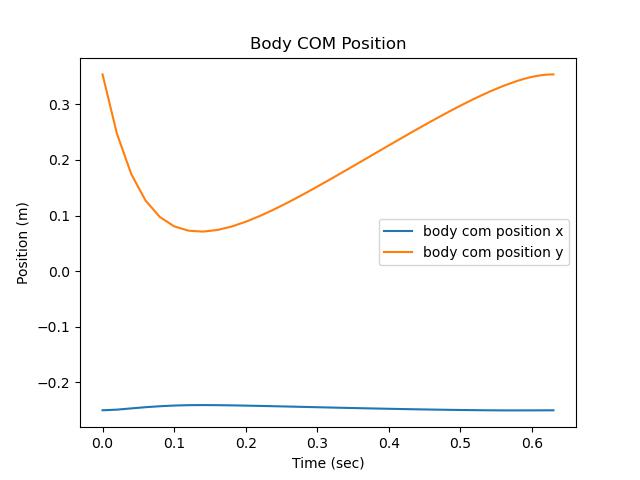 Body COM Position
Position (m)
0.3
0.2
0.1
0.0
−0.1
−0.2
body com position x
body com position y
0.0 0.1 0.2 0.3 0.4 0.5 0.6
Time (sec)